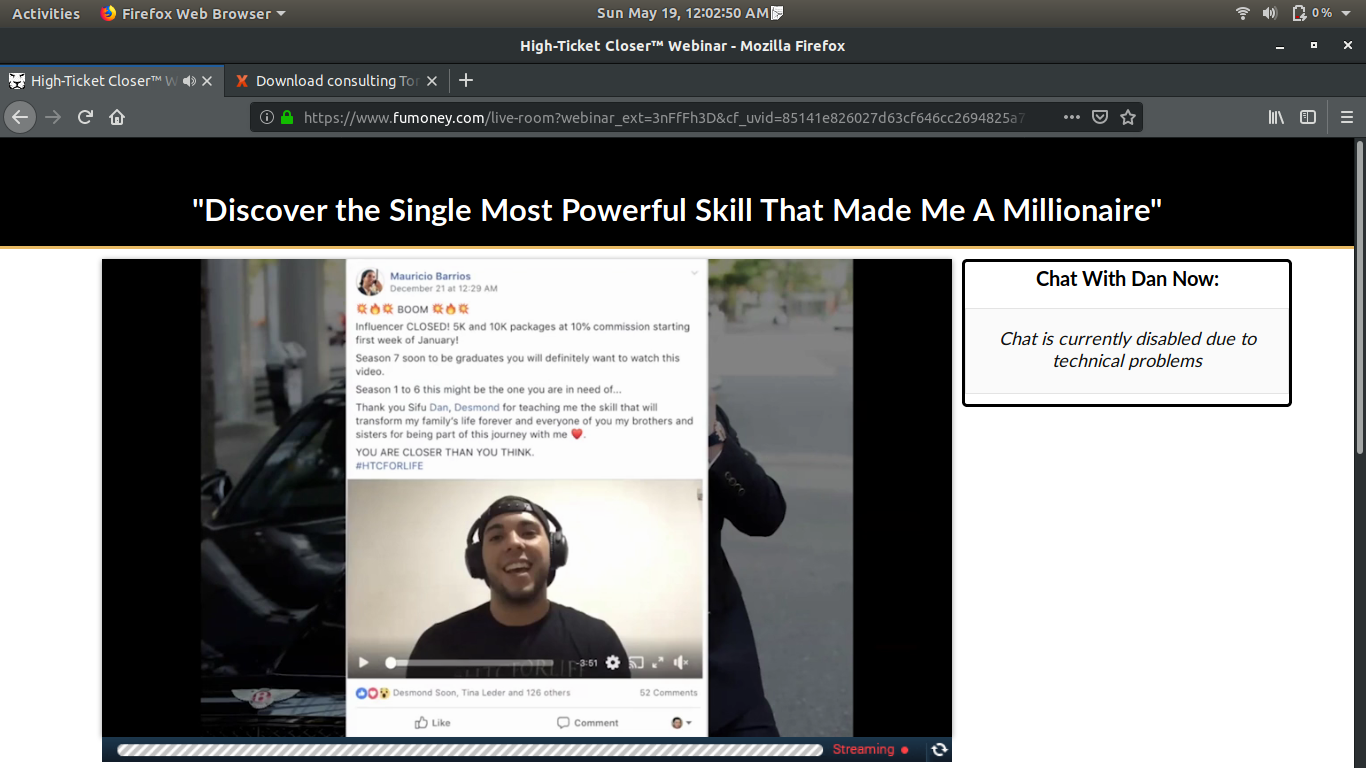 Activities Firefox Web Browser Sun May 19, 12:02:50 AM 0 %
High-Ticket Closer™ Webinar - Mozilla Firefox
High-Ticket Closer™ W Download consulting Tor
https://www.fumoney.com/live-room?webinar_ext=3nFfFh3D&cf_uvid=85141e826027d63cf646cc2694825a7
"Discover the Single Most Powerful Skill That Made Me A Millionaire"
Mauricio Barrios
December 21 at 12:29 AM
BOOM
Influencer CLOSED! 5K and 10K packages at 10% commission starting
first week of January!
Season 7 soon to be graduates you will definitely want to watch this
video.
Season 1 to 6 this might be the one you are in need of...
Thank you Sifu Dan, Desmond for teaching me the skill that will
transform my family's life forever and everyone of you my brothers and
sisters for being part of this journey with me ❤️.
YOU ARE CLOSER THAN YOU THINK.
#HTCFORLIFE
-3:51
Desmond Soon, Tina Leder and 126 others 52 Comments
Like Comment
Streaming
Chat With Dan Now:
Chat is currently disabled due to
technical problems